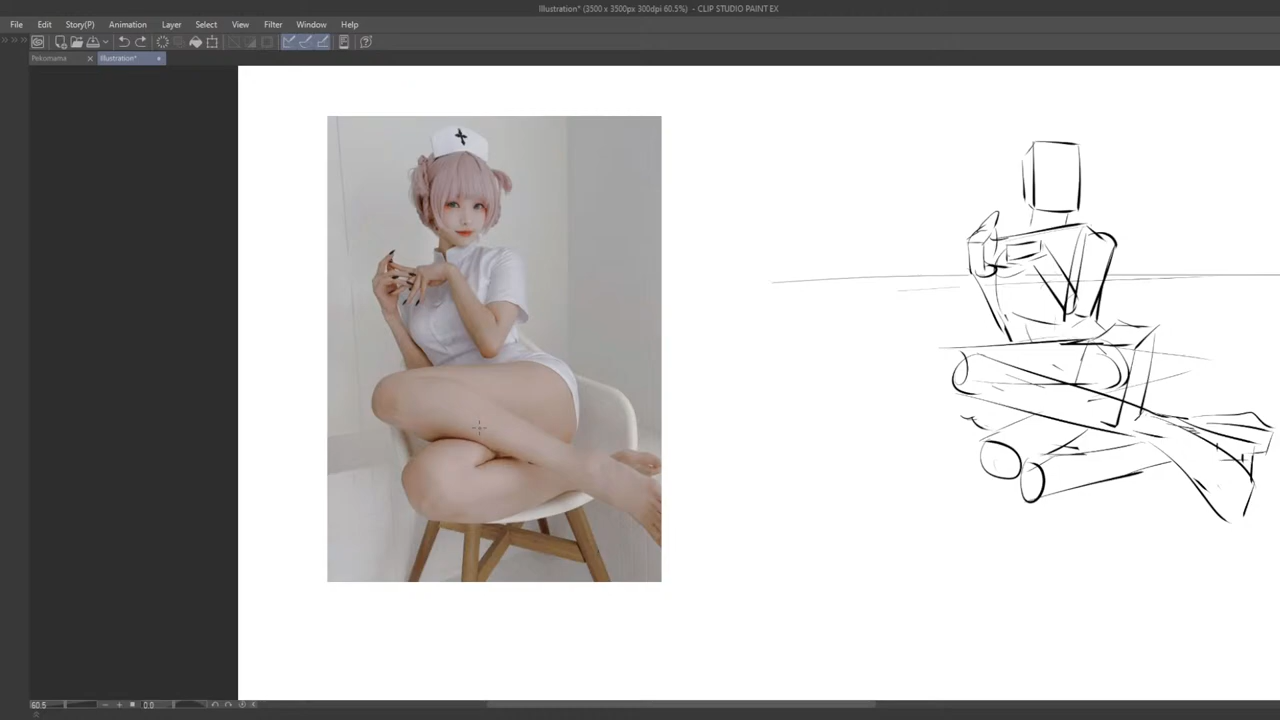 Illustration* (3500 x 3500px 300dpi 60.5%) - CLIP STUDIO PAINT EX
File Edit Story(P) Animation Layer Select View Filter Window Help
Pekomama Illustration*
60.5 0.0